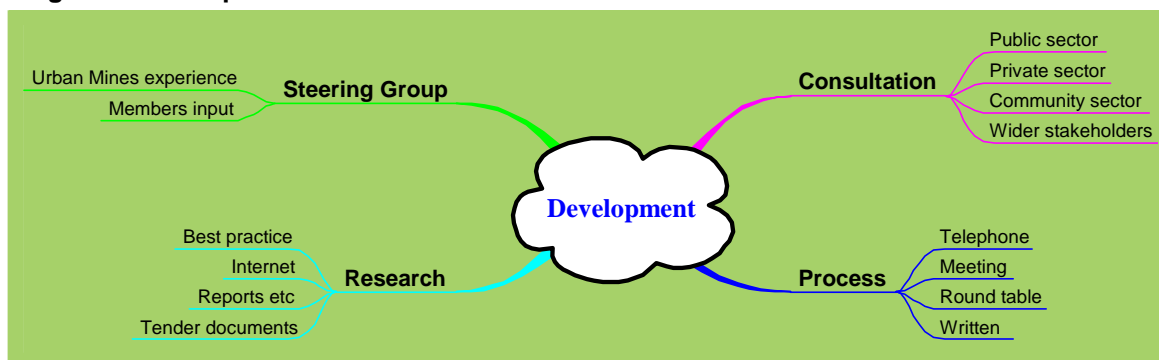 Urban Mines experience
Members input
Steering Group
Consultation
Public sector
Private sector
Community sector
Wider stakeholders
Development
Best practice
Internet
Reports etc
Tender documents
Research
Process
Telephone
Meeting
Round table
Written